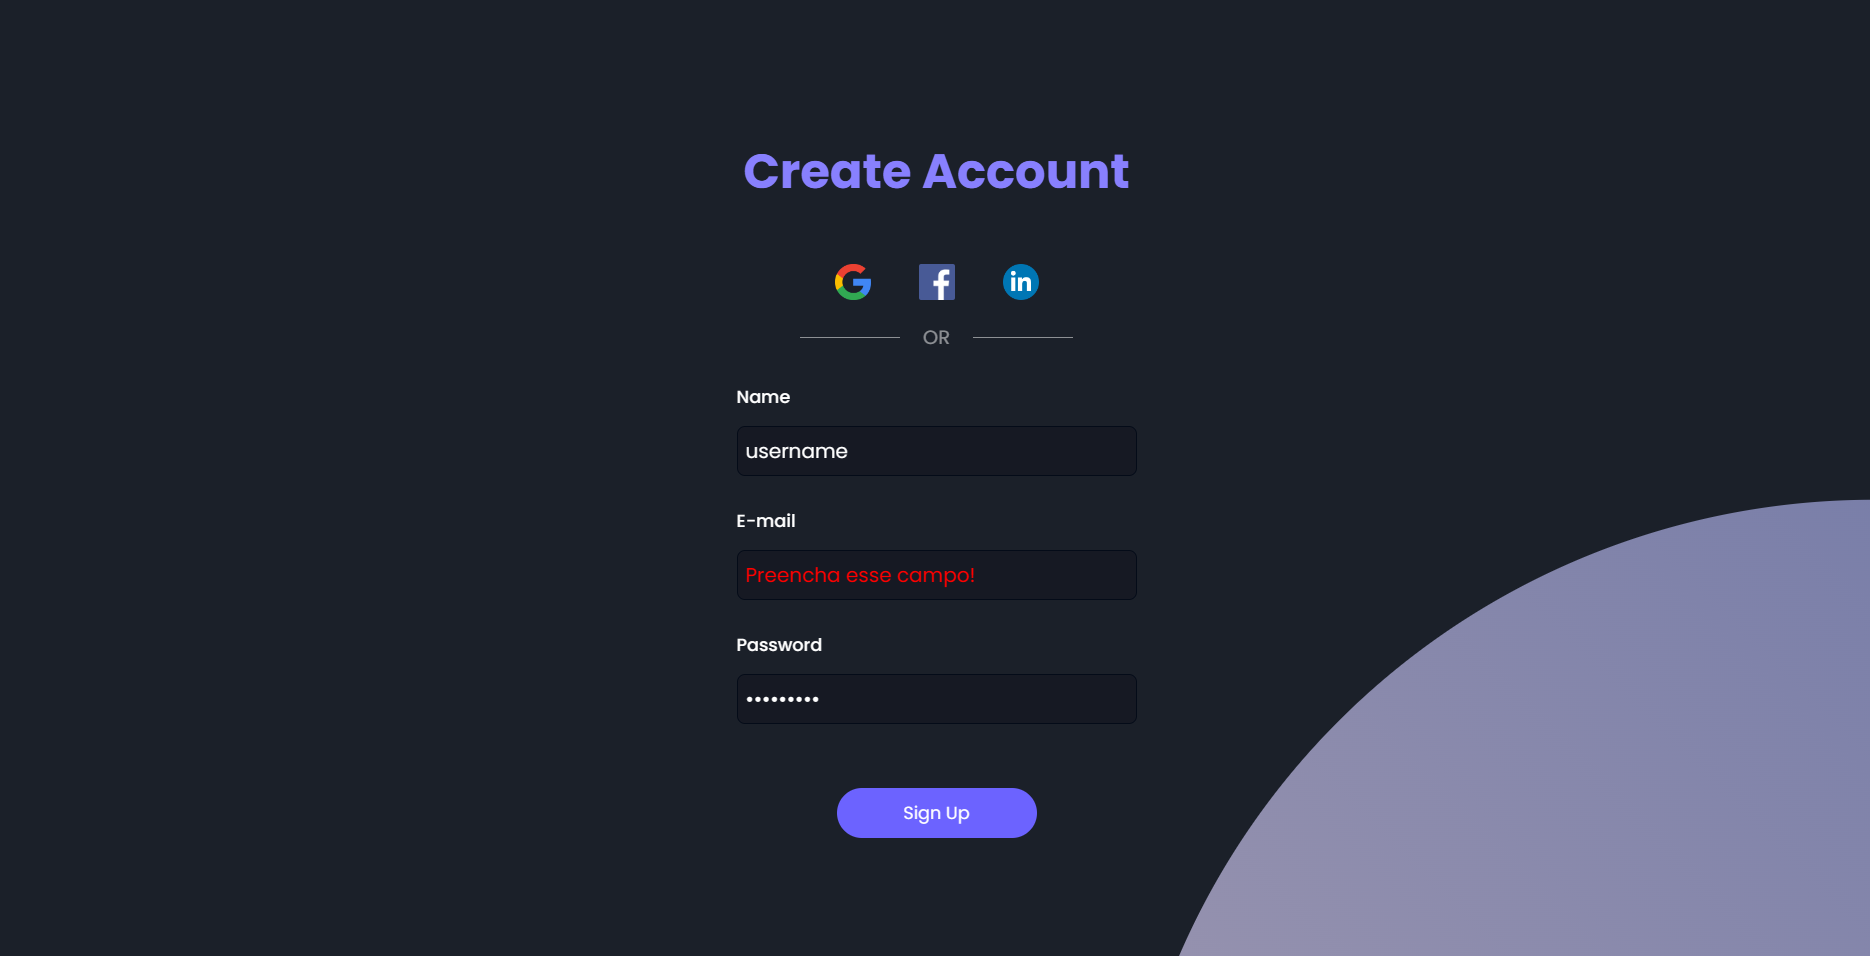 Create Account
G f in
OR
Name
username
E-mail
Preencha esse campo!
Password
•••••••••
Sign Up